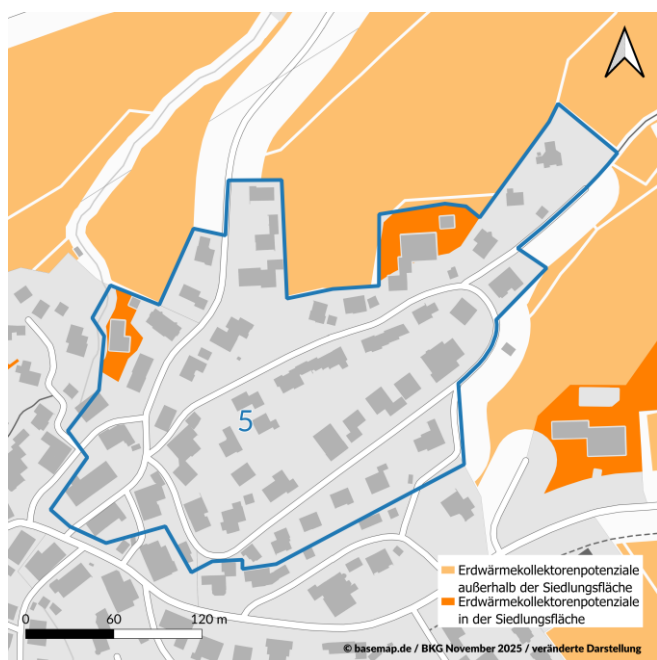 5
Erdwärmekollektorenpotenziale
außerhalb der Siedlungsfläche
Erdwärmekollektorenpotenziale
in der Siedlungsfläche
0 60 120 m
© basemap.de / BKG November 2025 / veränderte Darstellung